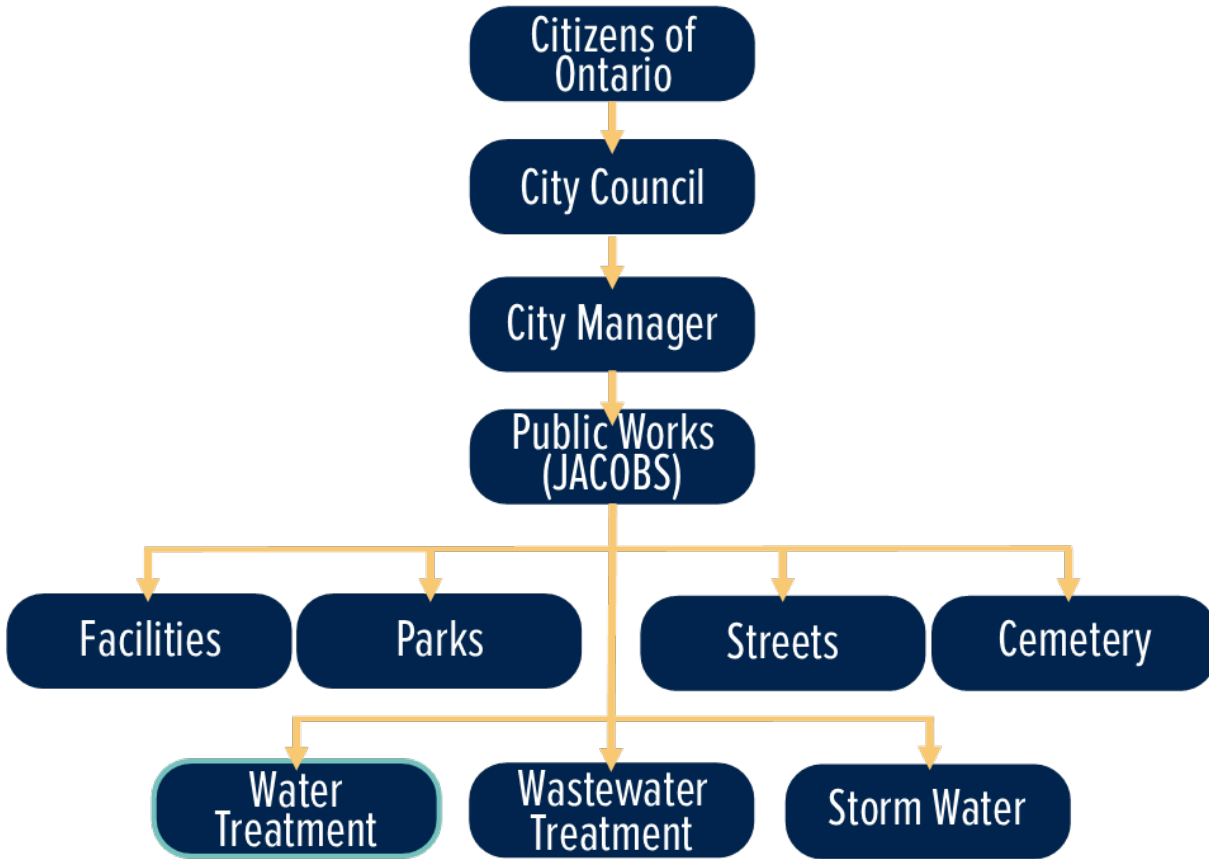 Citizens of
Ontario
City Council
City Manager
Public Works
(JACOBS)
Facilities
Parks
Streets
Cemetery
Water
Treatment
Wastewater
Treatment
Storm Water